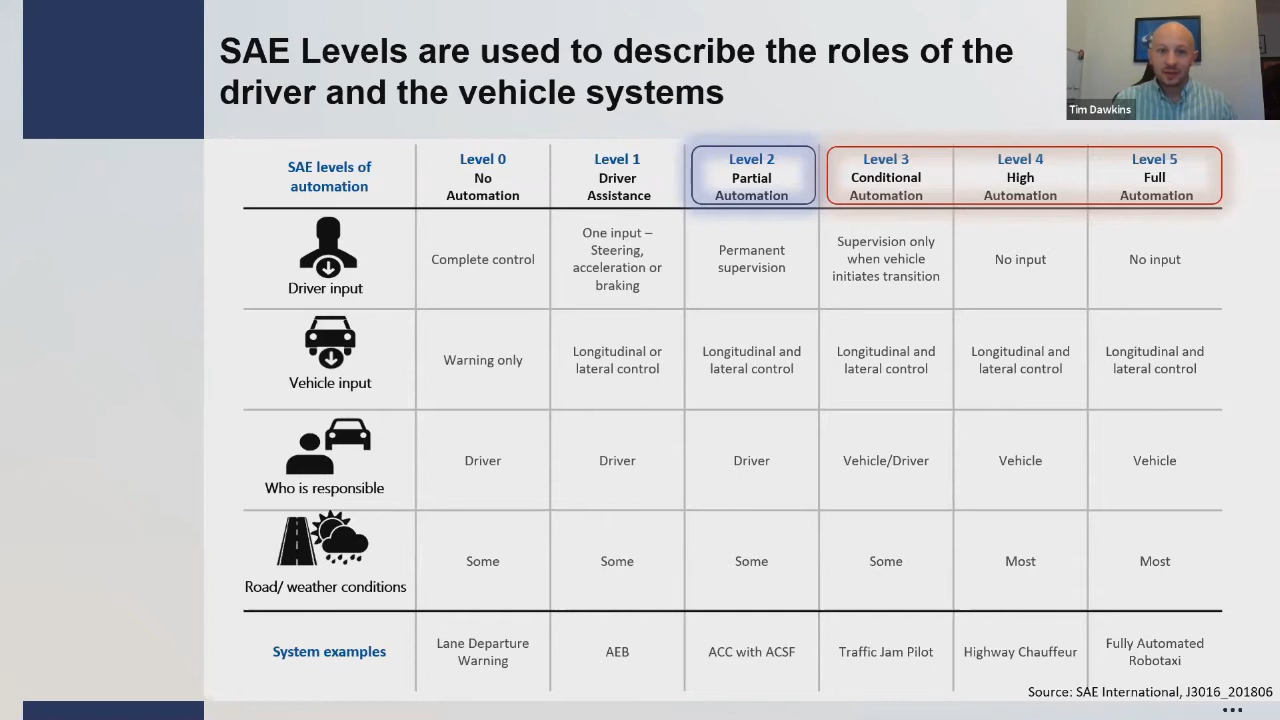 SAE Levels are used to describe the roles of the
driver and the vehicle systems
Tim Dawkins
SAE levels of
automation
Level 0
No
Automation
Level 1
Driver
Assistance
Level 2
Partial
Automation
Level 3
Conditional
Automation
Level 4
High
Automation
Level 5
Full
Automation
Driver input
Complete control
One input –
Steering,
acceleration or
braking
Permanent
supervision
Supervision only
when vehicle
initiates transition
No input
No input
Vehicle input
Warning only
Longitudinal or
lateral control
Longitudinal and
lateral control
Longitudinal and
lateral control
Longitudinal and
lateral control
Longitudinal and
lateral control
Who is responsible
Driver
Driver
Driver
Vehicle/Driver
Vehicle
Vehicle
Road/ weather conditions
Some
Some
Some
Some
Most
Most
System examples
Lane Departure
Warning
AEB
ACC with ACSF
Traffic Jam Pilot
Highway Chauffeur
Fully Automated
Robotaxi
Source: SAE International, J3016_201806